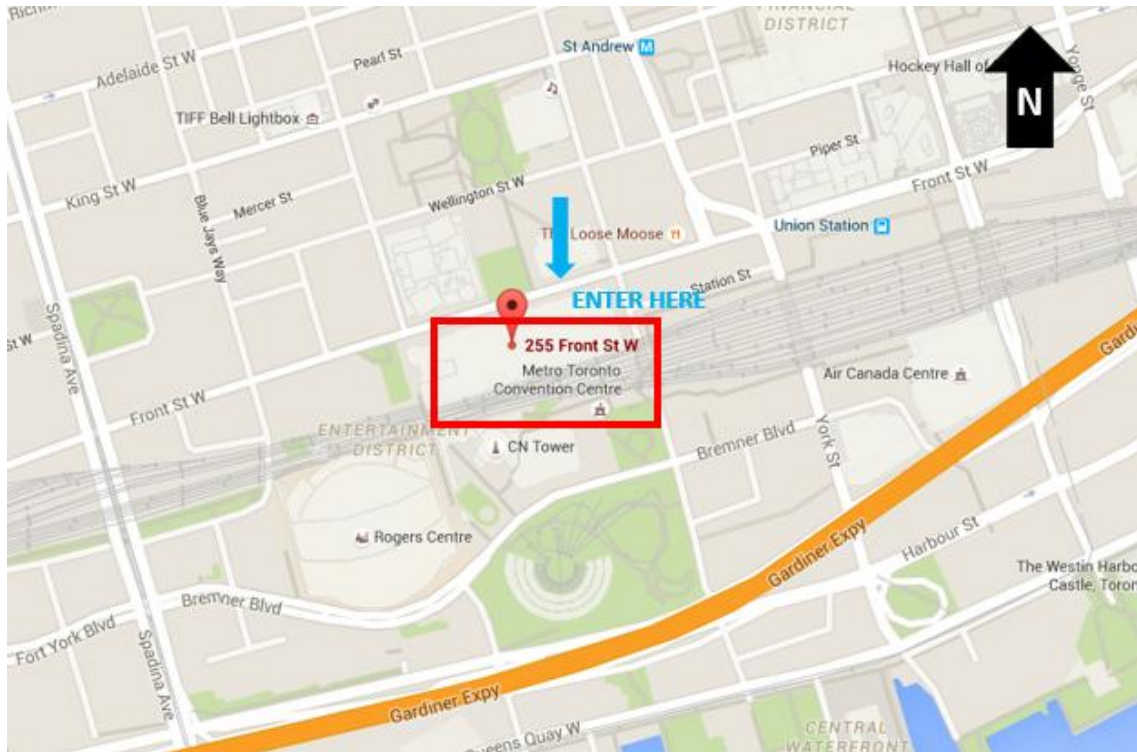 FINANCIAL
DISTRICT
St Andrew
Adelaide St W
Pearl St
Hockey Hall of
Yonge St
N
TIFF Bell Lightbox
Piper St
King St W
Front St W
Blue Jays Way
Mercer St
Wellington St W
The Loose Moose
Union Station
Station St
ENTER HERE
Spadina Ave
St W
255 Front St W
Metro Toronto
Convention Centre
Air Canada Centre
Front St W
ENTERTAINMENT
DISTRICT
CN Tower
Bremner Blvd
York St
Rogers Centre
Gardiner Expy
Harbour St
The Westin Harbo
Castle, Toron
Bremner Blvd
Fort York Blvd
Spadina Ave
Gardiner Expy
Queens Quay W
CENTRAL
WATERFRONT